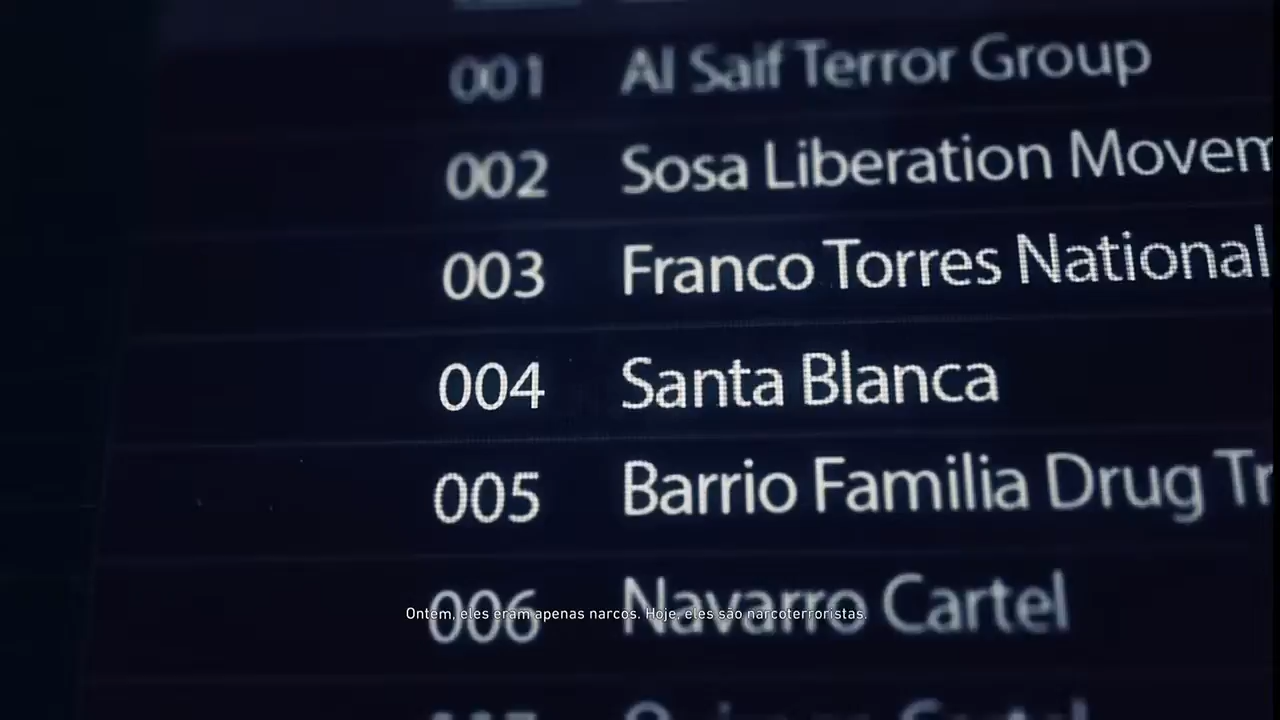 001 Al Saif Terror Group
002 Sosa Liberation Movem
003 Franco Torres National
004 Santa Blanca
005 Barrio Familia Drug Tr
006 Navarro Cartel
Ontem, eles eram apenas narcos. Hoje, eles são narcoterroristas.